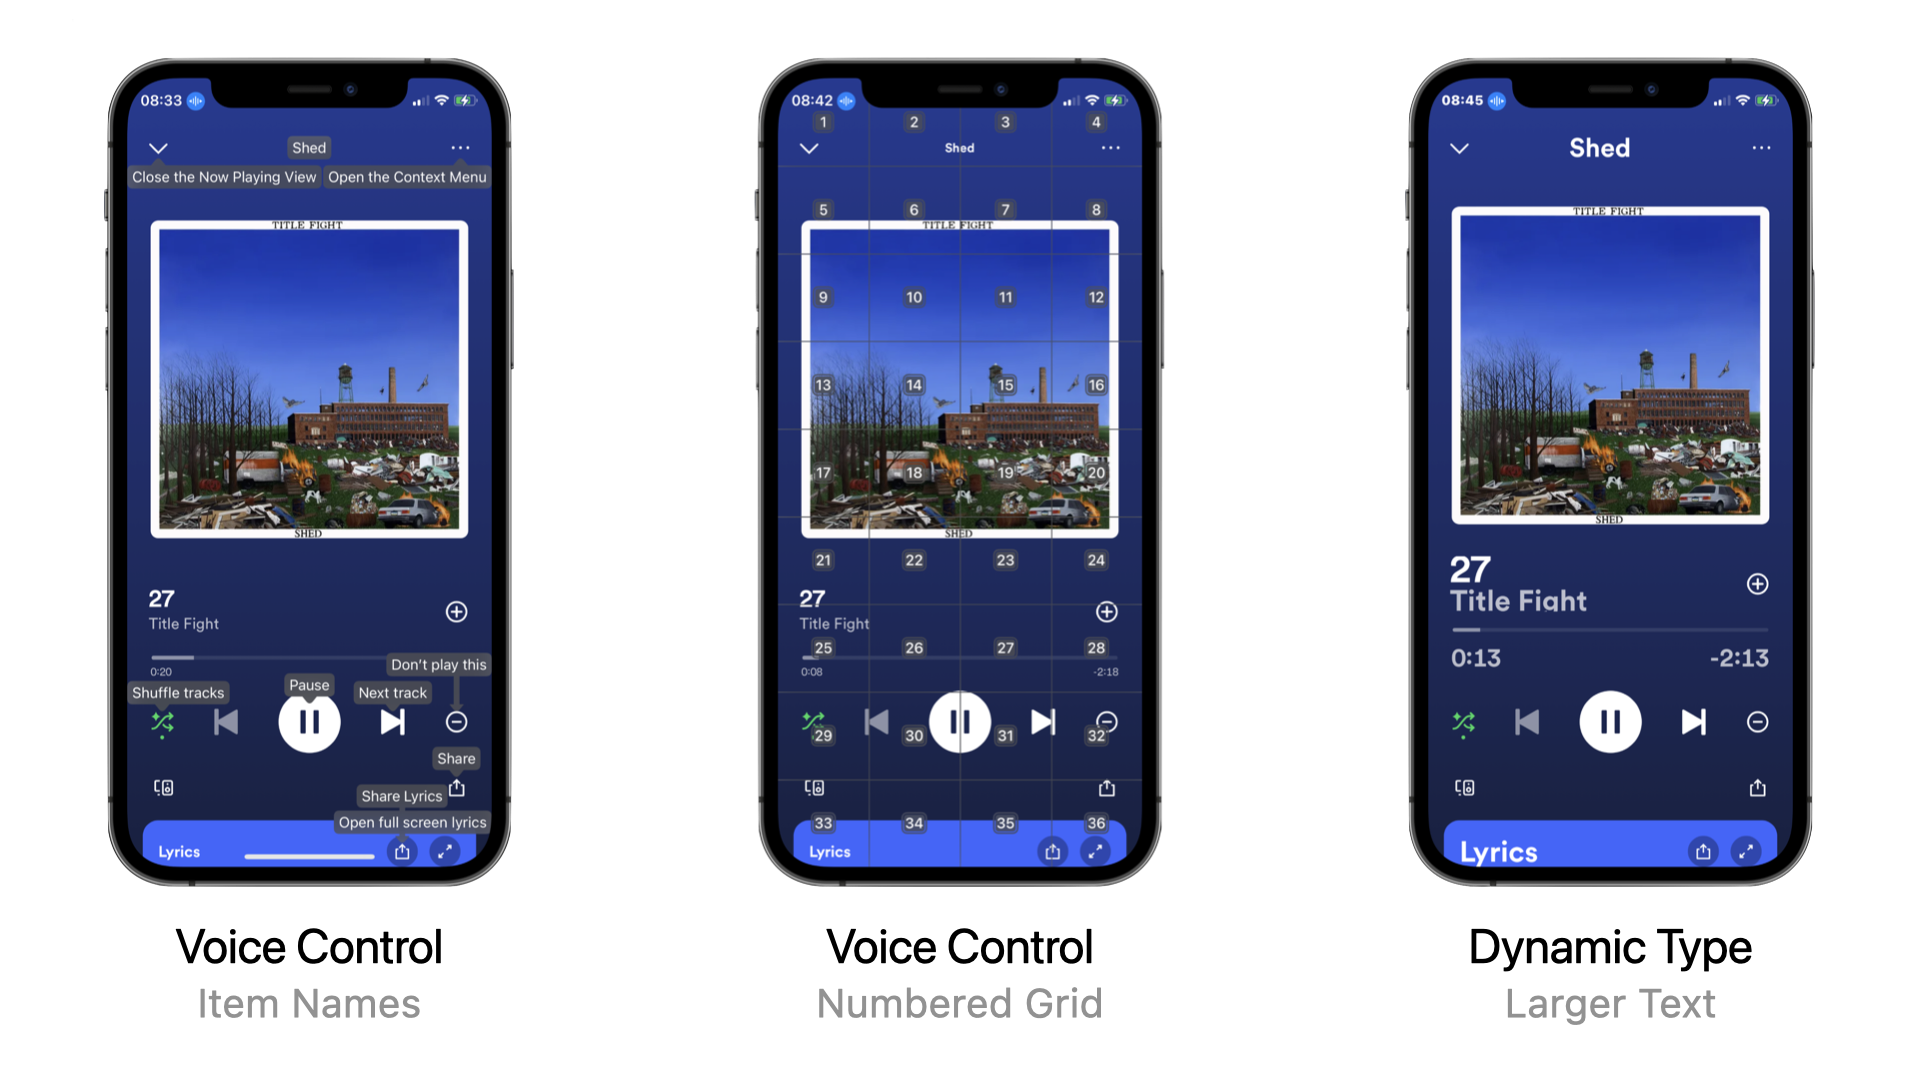 08:33
Shed
Close the Now Playing View
Open the Context Menu
TITLE FIGHT
SHED
27
Title Fight
Don't play this
0:20
Shuffle tracks
Pause
Next track
Share
Share Lyrics
Open full screen lyrics
Lyrics
Voice Control
Item Names
08:42
1 2 3 4
Shed
5 6 7 8
TITLE FIGHT
9 10 11 12
13 14 15 16
17 18 19 20
SHED
21 22 23 24
27
Title Fight
25 26 27 28
0:08 -2:18
29 30 31 32
33 34 35 36
Lyrics
Voice Control
Numbered Grid
08:45
Shed
TITLE FIGHT
SHED
27
Title Fight
0:13 -2:13
Lyrics
Dynamic Type
Larger Text